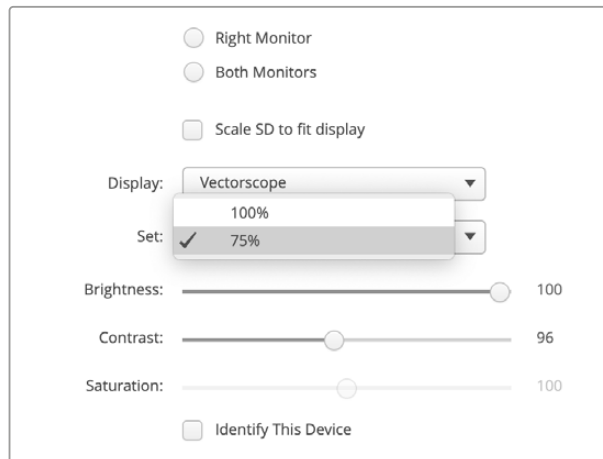 Right Monitor
Both Monitors
Scale SD to fit display
Display: Vectorscope
100%
Set: 75%
Brightness: 100
Contrast: 96
Saturation: 100
Identify This Device